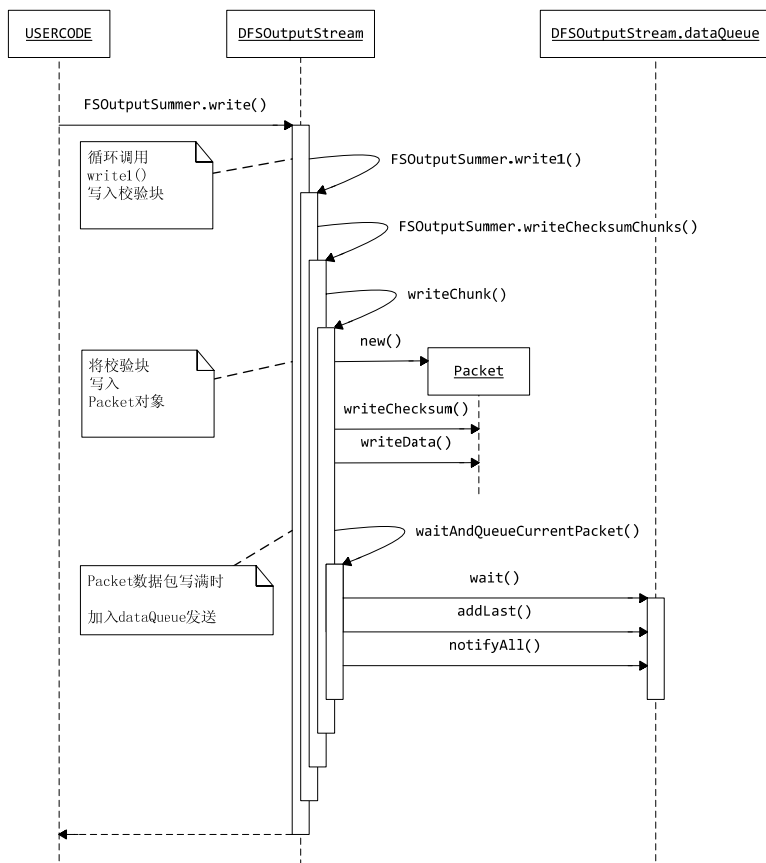 USERCODE
DFSOutputStream
DFSOutputStream.dataQueue
FSOutputSummer.write()
循环调用
write1()
写入校验块
FSOutputSummer.write1()
FSOutputSummer.writeChecksumChunks()
writeChunk()
new()
将校验块
写入
Packet对象
Packet
writeChecksum()
writeData()
waitAndQueueCurrentPacket()
Packet数据包写满时
加入dataQueue发送
wait()
addLast()
notifyAll()